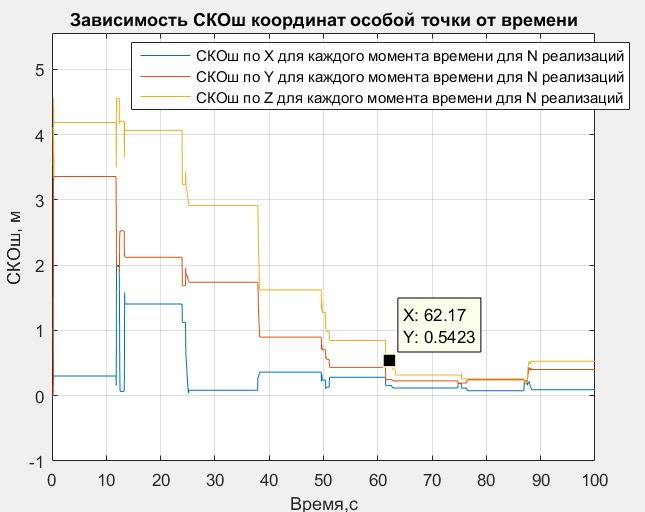 Зависимость СКОш координат особой точки от времени
СКОш по X для каждого момента времени для N реализаций
СКОш по Y для каждого момента времени для N реализаций
СКОш по Z для каждого момента времени для N реализаций
5
4
3
2
1
0
-1
СКОш, м
X: 62.17
Y: 0.5423
0 10 20 30 40 50 60 70 80 90 100
Время,с